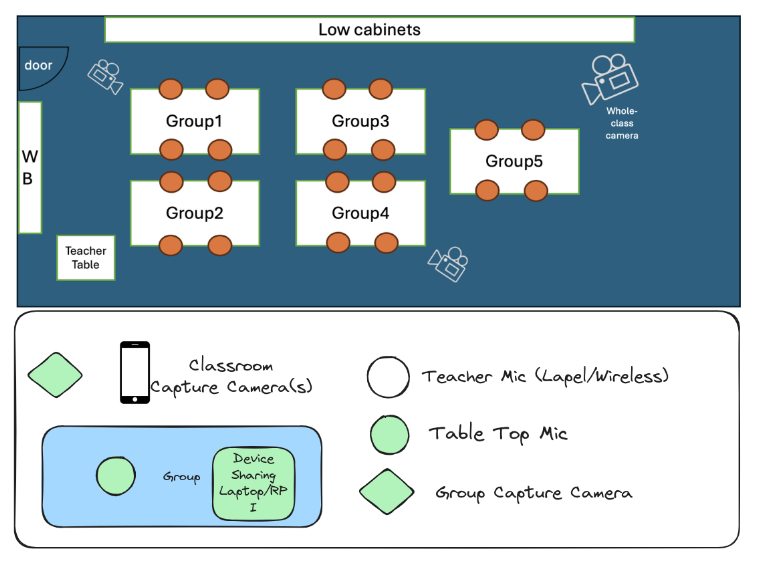 Low cabinets
door
Whole-
class
camera
Group1
Group3
Group5
W
B
Group2
Group4
Teacher
Table
Classroom
Capture Camera(s)
Teacher Mic (Lapel/Wireless)
Table Top Mic
Group
Device
Sharing
Laptop/RP
I
Group Capture Camera